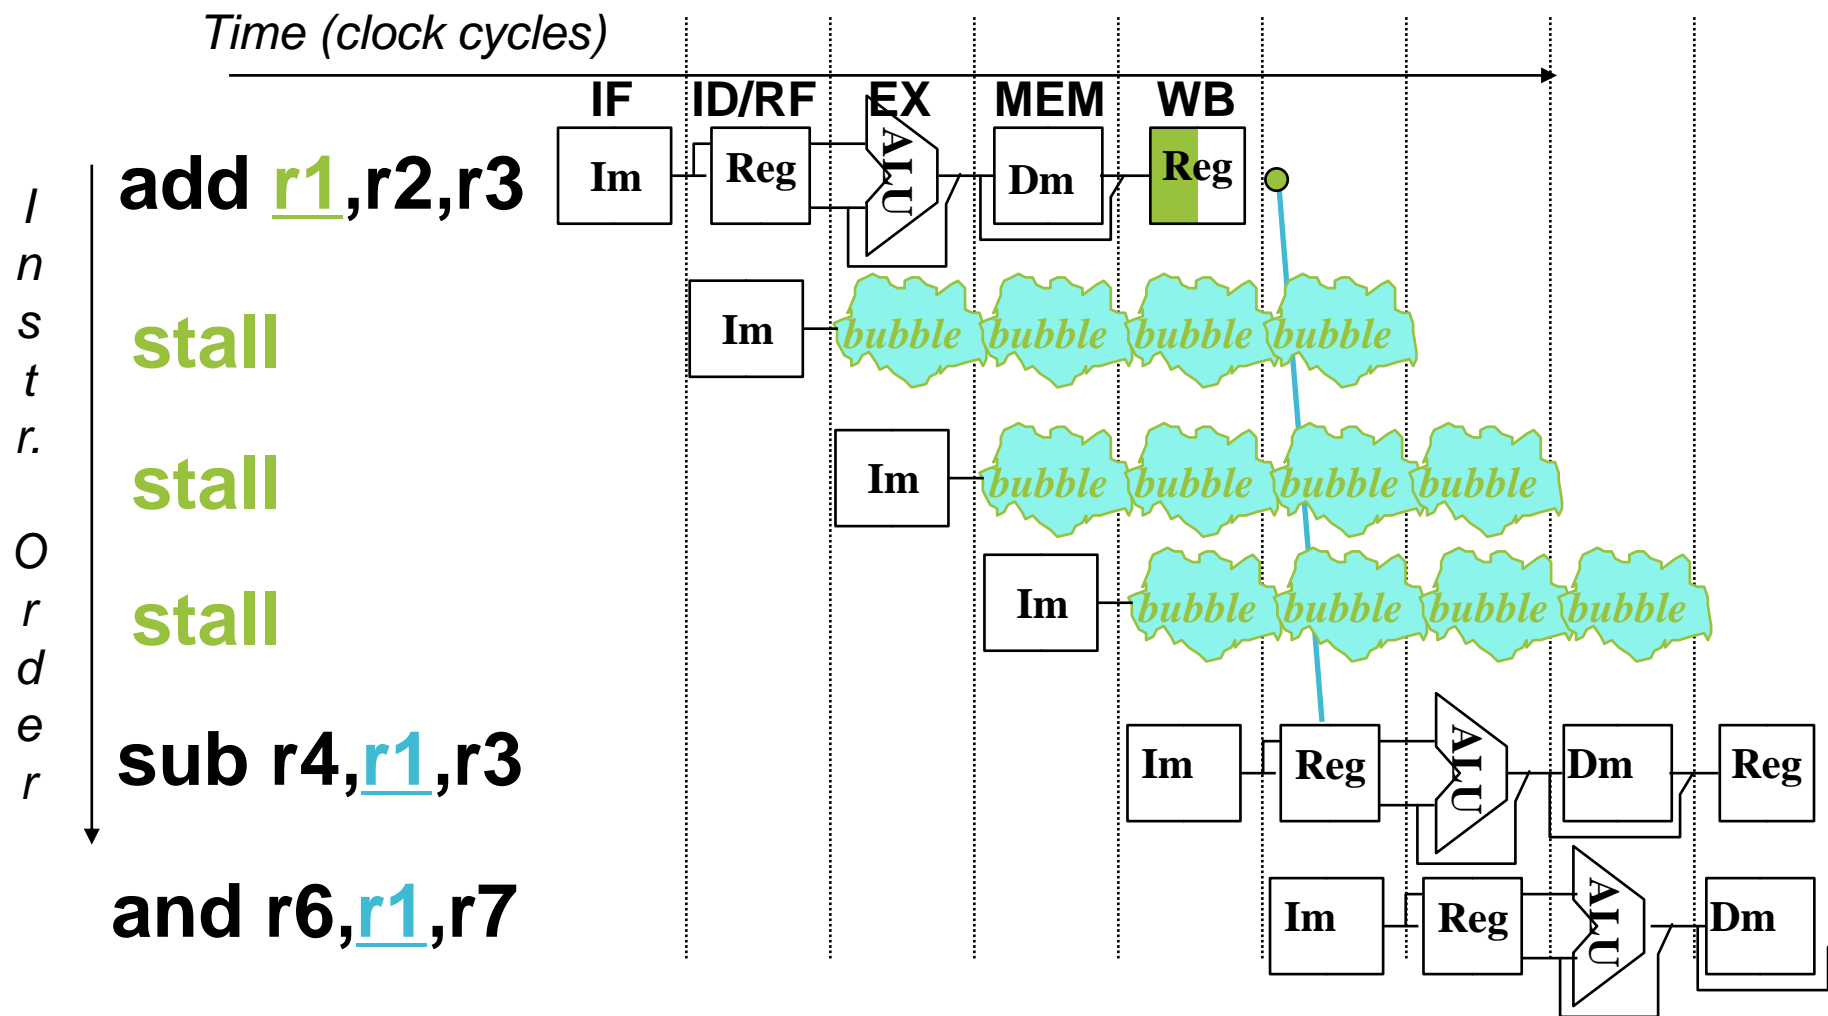 Time (clock cycles)
IF ID/RF EX MEM WB
Instr. Order
add r1,r2,r3 Im Reg ALU Dm Reg
stall Im bubble bubble bubble bubble
stall Im bubble bubble bubble bubble
stall Im bubble bubble bubble bubble
sub r4,r1,r3 Im Reg ALU Dm Reg
and r6,r1,r7 Im Reg ALU Dm